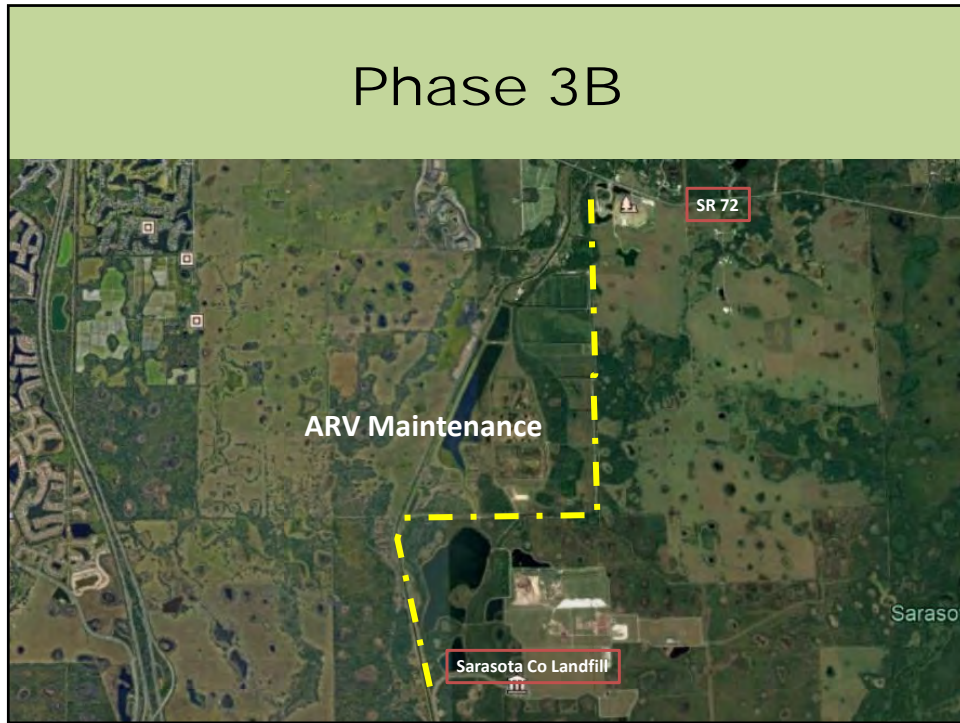 Phase 3B
SR 72
ARV Maintenance
Saraso
Sarasota Co Landfill